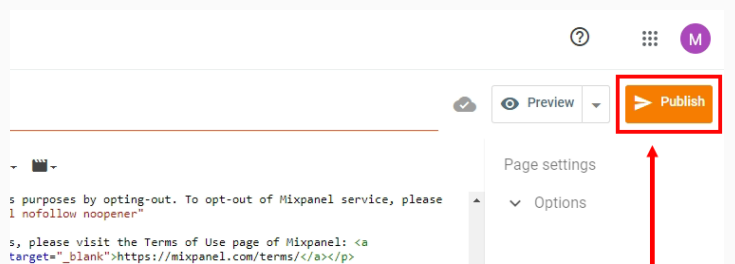 M
Preview
Publish
Page settings
s purposes by opting-out. To opt-out of Mixpanel service, please
l nofollow noopener"
Options
s, please visit the Terms of Use page of Mixpanel: <a
target="_blank">https://mixpanel.com/terms/</a></p>